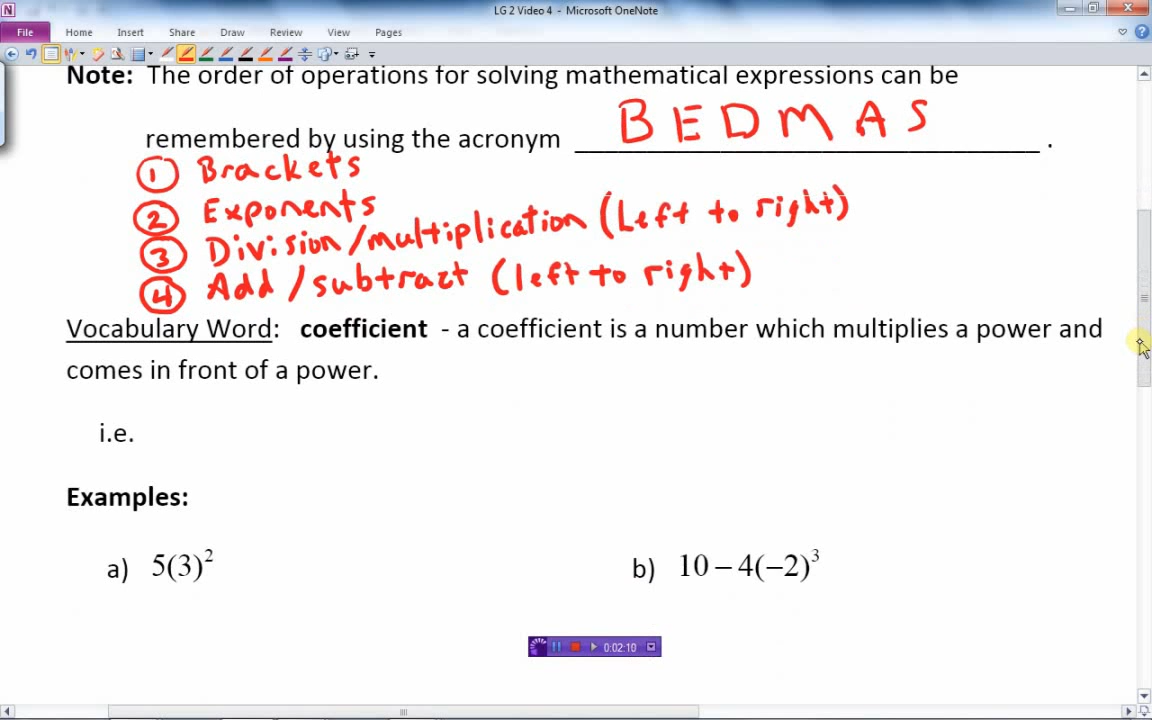 LG 2 Video 4 - Microsoft OneNote
File Home Insert Share Draw Review View Pages
Note: The order of operations for solving mathematical expressions can be
remembered by using the acronym BEDMAS .
1 Brackets
2 Exponents
3 Division/multiplication (Left to right)
4 Add/subtract (left to right)
Vocabulary Word: coefficient - a coefficient is a number which multiplies a power and
comes in front of a power.
i.e.
Examples:
a) 5(3)² b) 10 – 4(–2)³
0:02:10